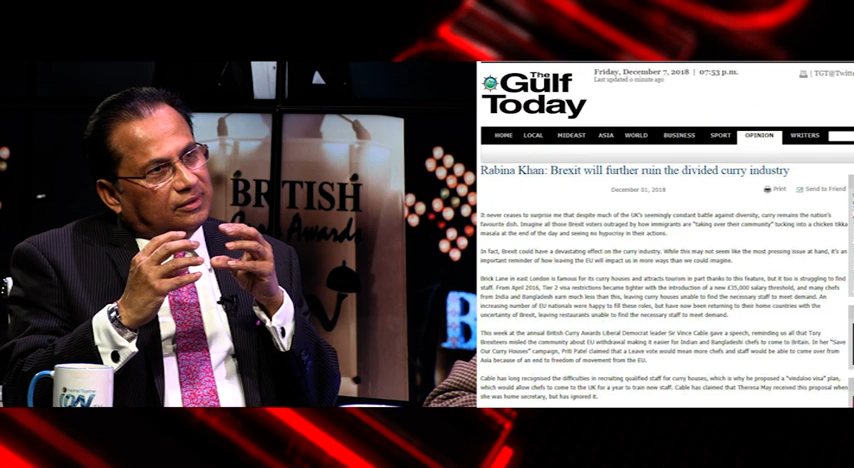 BRITISH
Curry Awards
The Gulf
Today
Friday, December 7, 2018 | 07:53 p.m.
Last updated 0 minute ago
TGT@Twitte
HOME LOCAL MIDEAST ASIA WORLD BUSINESS SPORT OPINION WRITERS
Rabina Khan: Brexit will further ruin the divided curry industry
December 01, 2018
Print
Send to Friend
It never ceases to surprise me that despite much of the UK's seemingly constant battle against diversity, curry remains the nation's
favourite dish. Imagine all those Brexit voters outraged by how immigrants are "taking over their community" tucking into a chicken tikka
masala at the end of the day and seeing no hypocrisy in their actions.
In fact, Brexit could have a devastating effect on the curry industry. While this may not seem like the most pressing issue at hand, it's an
important reminder of how leaving the EU will impact us in more ways than we could imagine.
Brick Lane in east London is famous for its curry houses and attracts tourism in part thanks to this feature, but it too is struggling to find
staff. From April 2016, Tier 2 visa restrictions became tighter with the introduction of a new £35,000 salary threshold, and many chefs
from India and Bangladesh earn much less than this, leaving curry houses unable to find the necessary staff to meet demand. An
increasing number of EU nationals were happy to fill these roles, but have now been returning to their home countries with the
uncertainty of Brexit, leaving restaurants unable to find the necessary staff to meet demand.
This week at the annual British Curry Awards Liberal Democrat leader Sir Vince Cable gave a speech, reminding us all that Tory
Brexiteers misled the community about EU withdrawal making it easier for Indian and Bangladeshi chefs to come to Britain. In her "Save
Our Curry Houses" campaign, Priti Patel claimed that a Leave vote would mean more chefs and staff would be able to come over from
Asia because of an end to freedom of movement from the EU.
Cable has long recognised the difficulties in recruiting qualified staff for curry houses, which is why he proposed a "vindaloo visa" plan,
which would allow chefs to come to the UK for a year to train new staff. Cable has claimed that Theresa May received this proposal when
she was home secretary, but has ignored it.